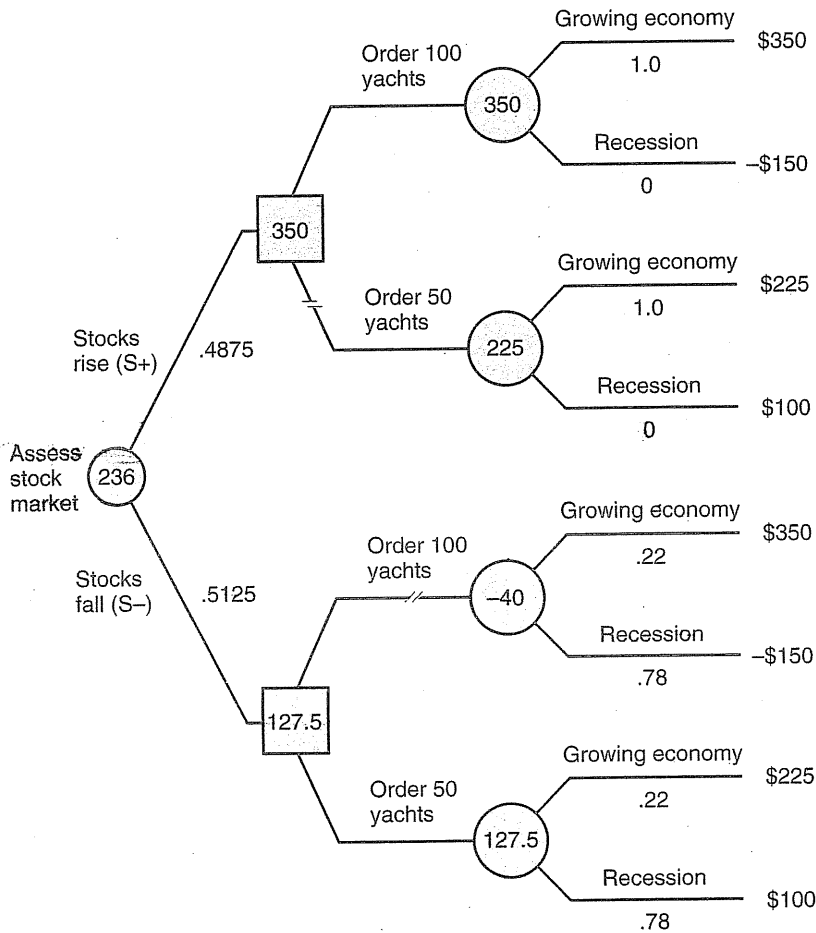 Growing economy
$350
Order 100
yachts
1.0
350
Recession
–$150
0
350
Growing economy
$225
Order 50
yachts
1.0
Stocks
rise (S+)
.4875
225
Recession
$100
0
Assess
stock
market
236
Growing economy
$350
Order 100
yachts
.22
Stocks
fall (S–)
.5125
–40
Recession
–$150
.78
127.5
Growing economy
$225
Order 50
yachts
.22
127.5
Recession
$100
.78